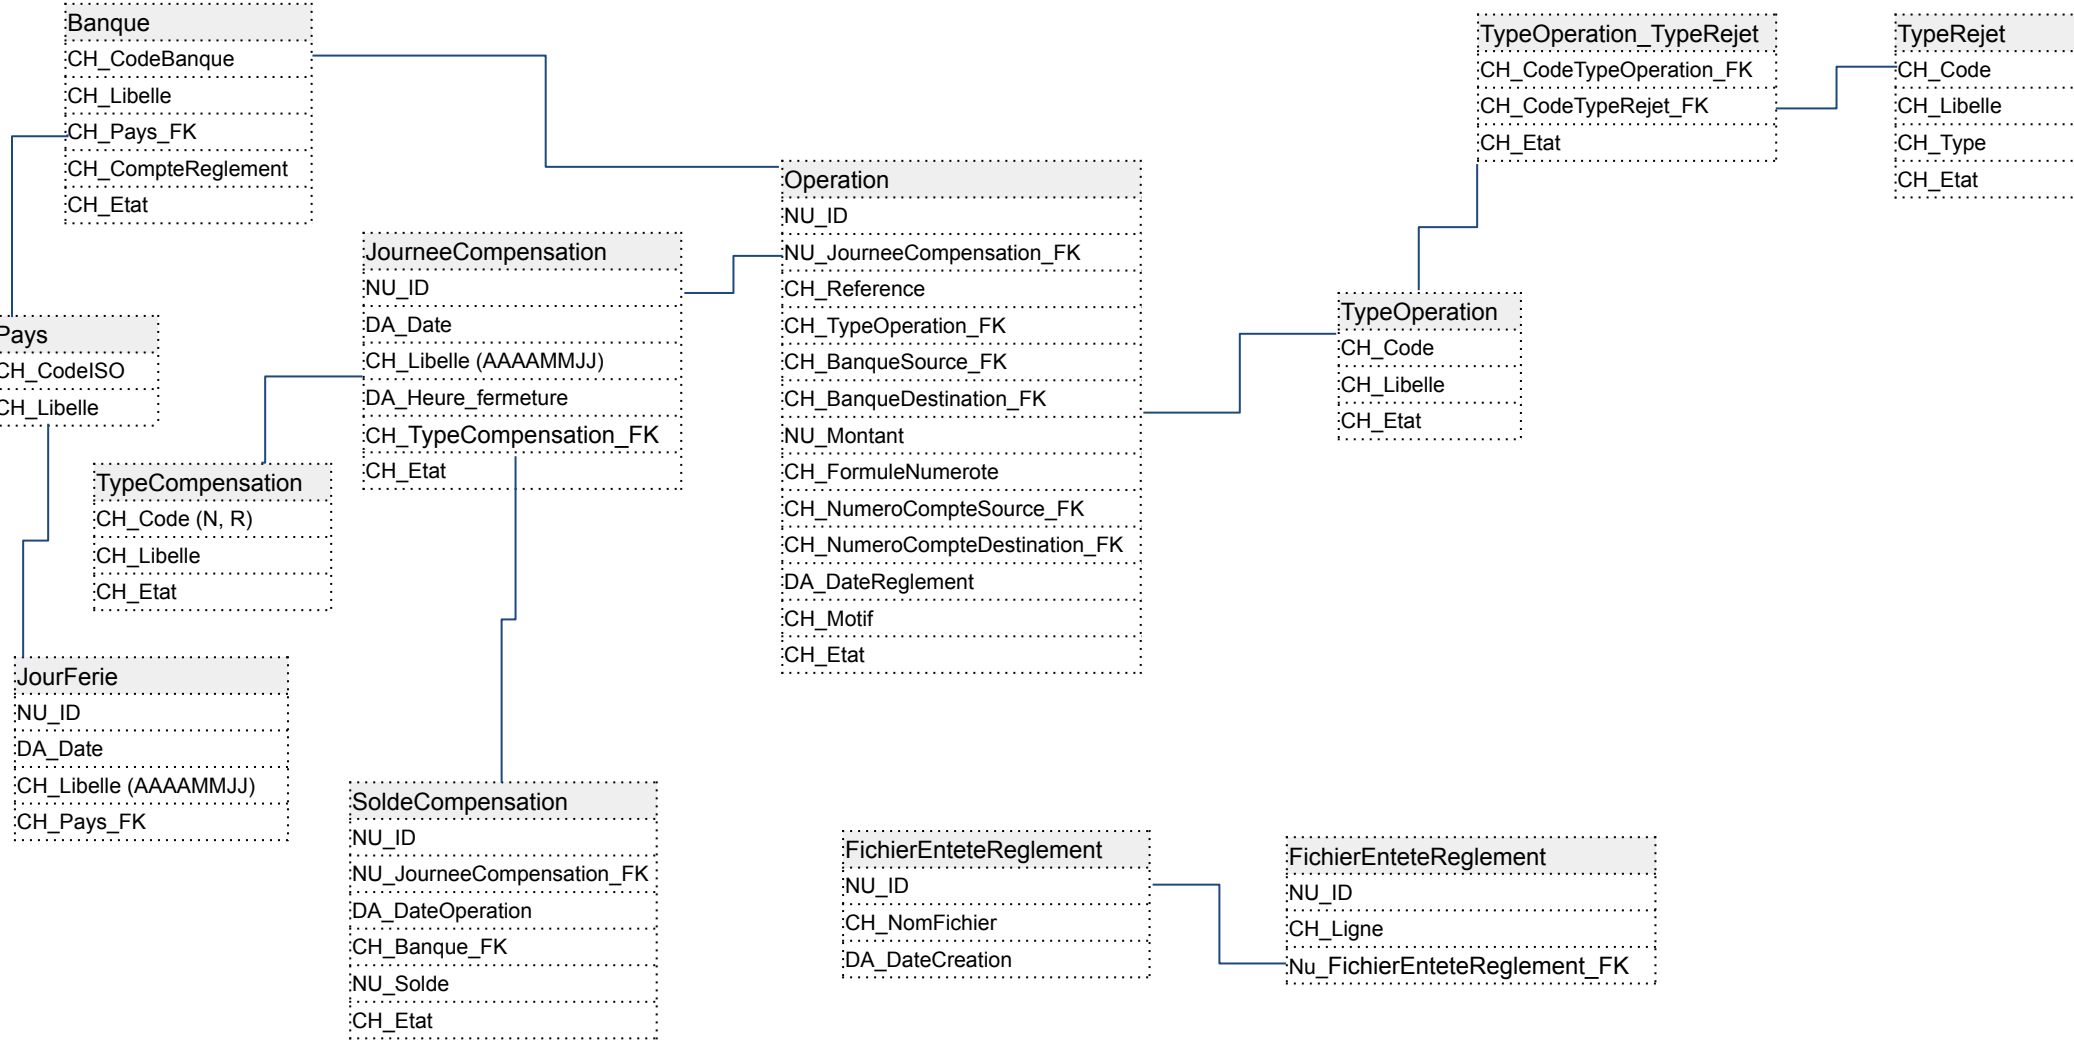 Banque
CH_CodeBanque
CH_Libelle
CH_Pays_FK
CH_CompteReglement
CH_Etat
TypeOperation_TypeRejet
CH_CodeTypeOperation_FK
CH_CodeTypeRejet_FK
CH_Etat
TypeRejet
CH_Code
CH_Libelle
CH_Type
CH_Etat
Operation
NU_ID
NU_JourneeCompensation_FK
CH_Reference
CH_TypeOperation_FK
CH_BanqueSource_FK
CH_BanqueDestination_FK
NU_Montant
CH_FormuleNumerote
CH_NumeroCompteSource_FK
CH_NumeroCompteDestination_FK
DA_DateReglement
CH_Motif
CH_Etat
JourneeCompensation
NU_ID
DA_Date
CH_Libelle (AAAAMMJJ)
DA_Heure_fermeture
CH_TypeCompensation_FK
CH_Etat
TypeOperation
CH_Code
CH_Libelle
CH_Etat
Pays
CH_CodeISO
CH_Libelle
TypeCompensation
CH_Code (N, R)
CH_Libelle
CH_Etat
JourFerie
NU_ID
DA_Date
CH_Libelle (AAAAMMJJ)
CH_Pays_FK
SoldeCompensation
NU_ID
NU_JourneeCompensation_FK
DA_DateOperation
CH_Banque_FK
NU_Solde
CH_Etat
FichierEnteteReglement
NU_ID
CH_NomFichier
DA_DateCreation
FichierEnteteReglement
NU_ID
CH_Ligne
Nu_FichierEnteteReglement_FK